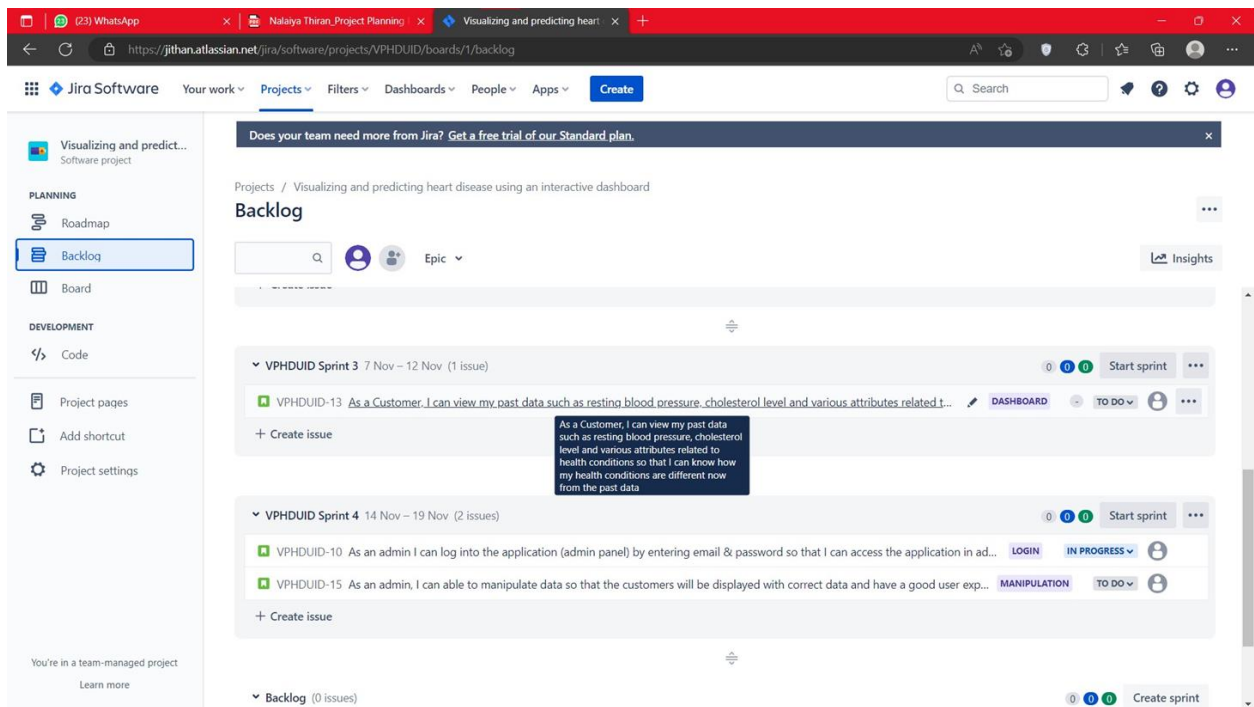 (23) WhatsApp
Nalaiya Thiran_Project Planning
Visualizing and predicting heart
https://jithan.atlassian.net/jira/software/projects/VPHDUID/boards/1/backlog
Jira Software Your work Projects Filters Dashboards People Apps Create Search
Does your team need more from Jira? Get a free trial of our Standard plan.
Visualizing and predict...
Software project
PLANNING
Roadmap
Backlog
Board
DEVELOPMENT
Code
Project pages
Add shortcut
Project settings
You're in a team-managed project
Learn more
Projects / Visualizing and predicting heart disease using an interactive dashboard
Backlog
Epic Insights
+ Create issue
VPHDUID Sprint 3 7 Nov – 12 Nov (1 issue) 0 0 0 Start sprint
VPHDUID-13 As a Customer, I can view my past data such as resting blood pressure, cholesterol level and various attributes related t... DASHBOARD - TO DO
+ Create issue
As a Customer, I can view my past data
such as resting blood pressure, cholesterol
level and various attributes related to
health conditions so that I can know how
my health conditions are different now
from the past data
VPHDUID Sprint 4 14 Nov – 19 Nov (2 issues) 0 0 0 Start sprint
VPHDUID-10 As an admin I can log into the application (admin panel) by entering email & password so that I can access the application in ad... LOGIN IN PROGRESS
VPHDUID-15 As an admin, I can able to manipulate data so that the customers will be displayed with correct data and have a good user exp... MANIPULATION TO DO
+ Create issue
Backlog (0 issues) 0 0 0 Create sprint